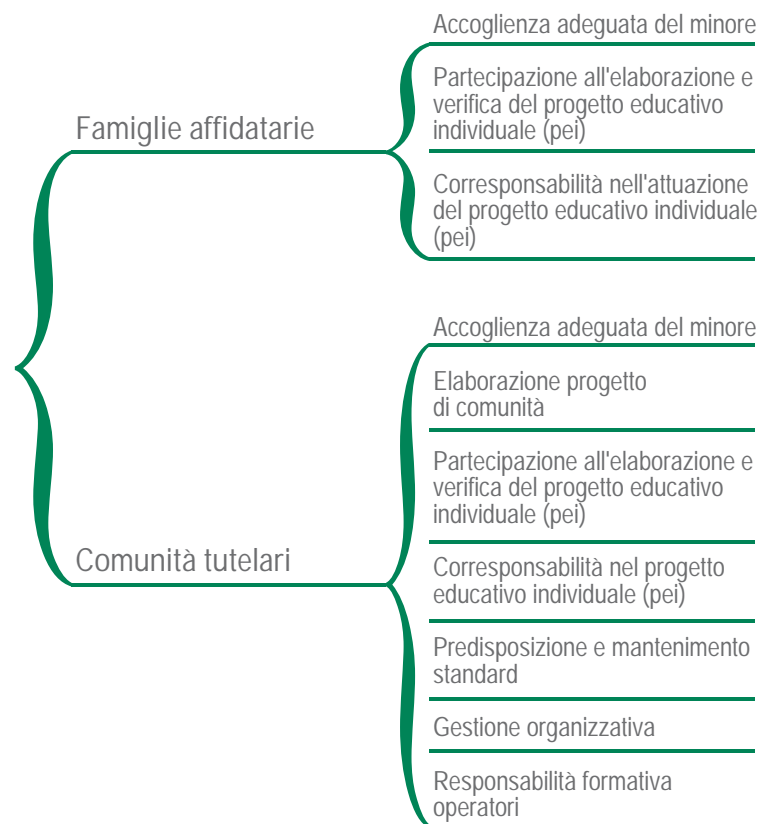 Famiglie affidatarie
Accoglienza adeguata del minore
Partecipazione all'elaborazione e
verifica del progetto educativo
individuale (pei)
Corresponsabilità nell'attuazione
del progetto educativo individuale
(pei)
Comunità tutelari
Accoglienza adeguata del minore
Elaborazione progetto
di comunità
Partecipazione all'elaborazione e
verifica del progetto educativo
individuale (pei)
Corresponsabilità nel progetto
educativo individuale (pei)
Predisposizione e mantenimento
standard
Gestione organizzativa
Responsabilità formativa
operatori